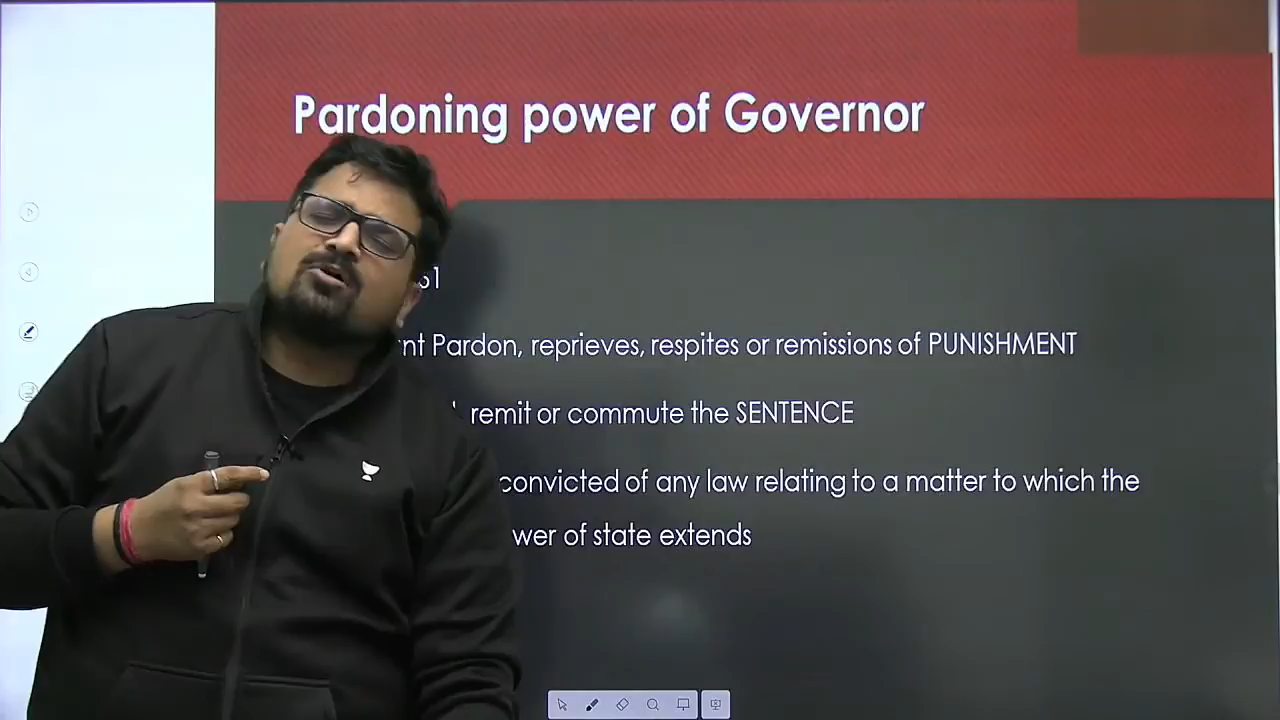 Pardoning power of Governor
nt Pardon, reprieves, respites or remissions of PUNISHMENT
remit or commute the SENTENCE
convicted of any law relating to a matter to which the
of state extends